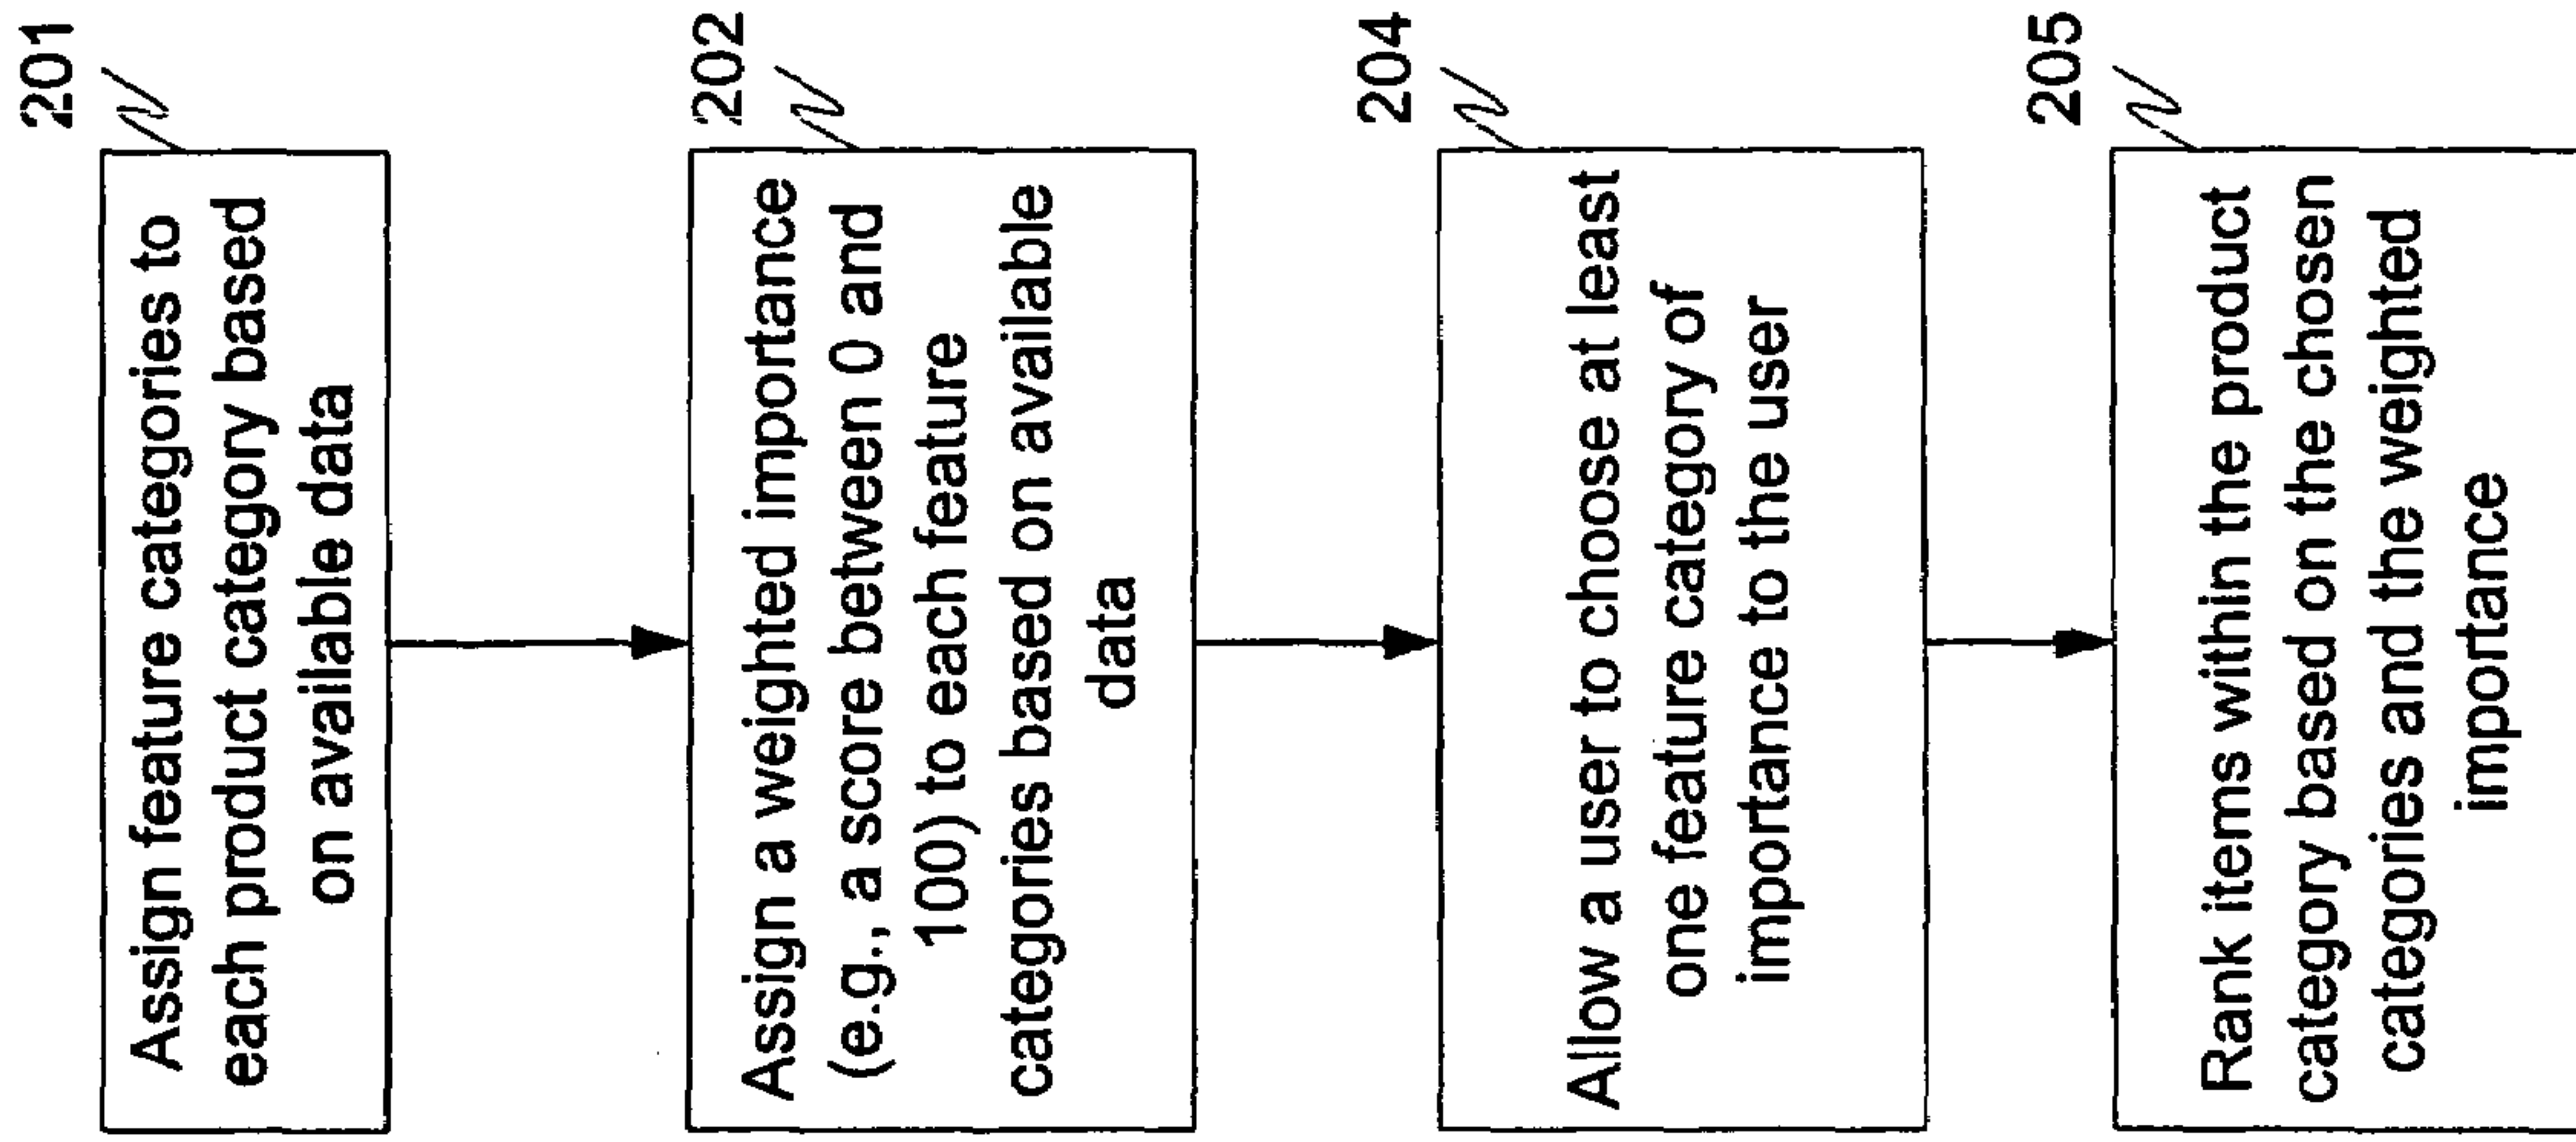 201
Assign feature categories to
each product category based
on available data
202
Assign a weighted importance
(e.g., a score between 0 and
100) to each feature
categories based on available
data
204
Allow a user to choose at least
one feature category of
importance to the user
205
Rank items within the product
category based on the chosen
categories and the weighted
importance